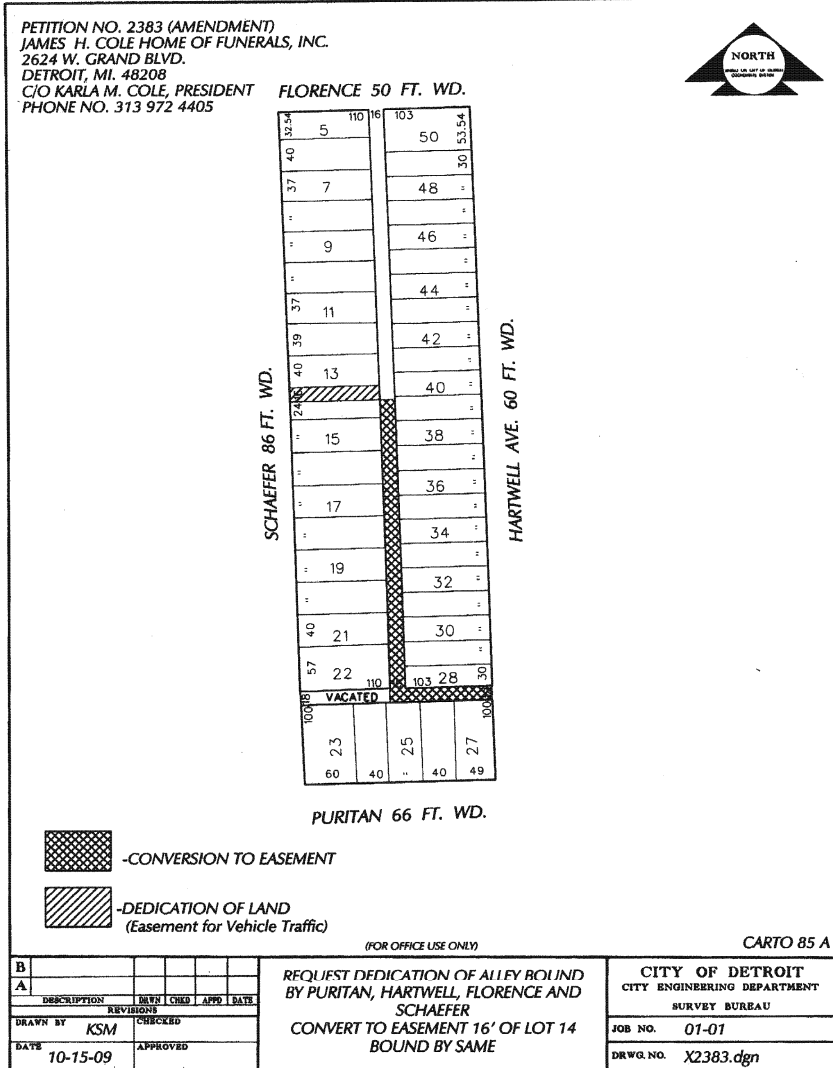 PETITION NO. 2383 (AMENDMENT)
JAMES H. COLE HOME OF FUNERALS, INC.
2624 W. GRAND BLVD.
DETROIT, MI. 48208
C/O KARLA M. COLE, PRESIDENT
PHONE NO. 313 972 4405
NORTH
FLORENCE 50 FT. WD.
32.54 5 110 16 103 50 53.54
40 30
37 7 48 "
" "
" 9 46 "
" "
37 11 44 "
39 42 "
"
40 13 40 "
24 "
" 15 38 "
" "
" 17 36 "
" 34 "
" 19 "
" 32 "
"
40 21 30 "
"
57 22 110 103 28 30
100 18 VACATED 100
23 25 27
60 40 " 40 49
SCHAEFER 86 FT. WD.
HARTWELL AVE. 60 FT. WD.
PURITAN 66 FT. WD.
-CONVERSION TO EASEMENT
-DEDICATION OF LAND
(Easement for Vehicle Traffic)
(FOR OFFICE USE ONLY)
CARTO 85 A
B
A
DESCRIPTION DRWN CHKD APPD DATE
REVISIONS
DRAWN BY KSM CHECKED
DATE 10-15-09 APPROVED
REQUEST DEDICATION OF ALLEY BOUND
BY PURITAN, HARTWELL, FLORENCE AND
SCHAEFER
CONVERT TO EASEMENT 16' OF LOT 14
BOUND BY SAME
CITY OF DETROIT
CITY ENGINEERING DEPARTMENT
SURVEY BUREAU
JOB NO. 01-01
DRWG. NO. X2383.dgn